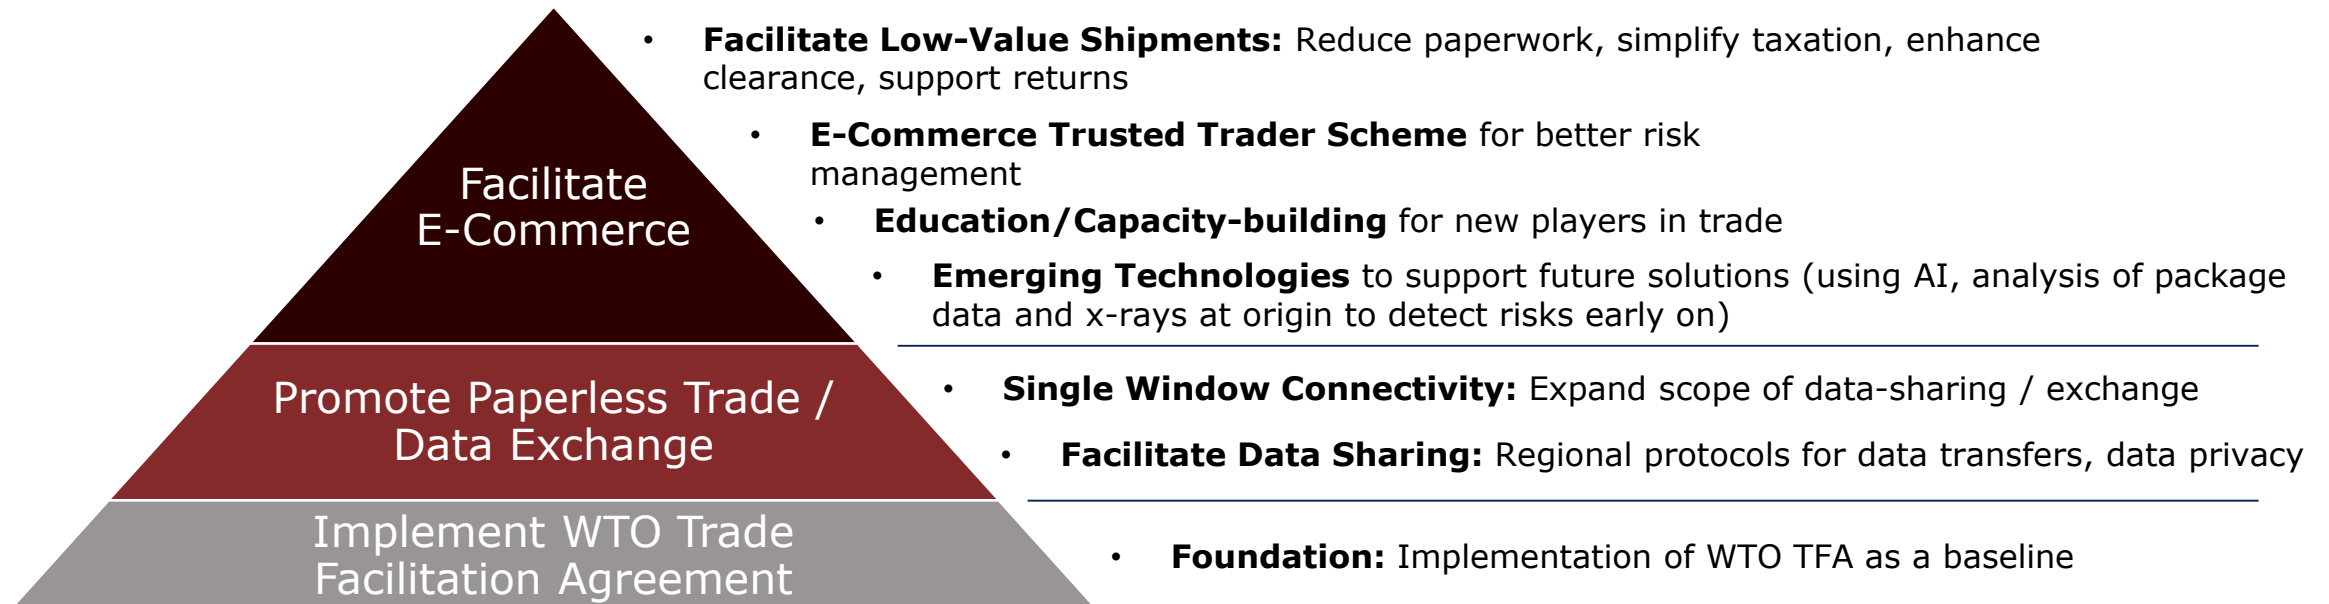 • Facilitate Low-Value Shipments: Reduce paperwork, simplify taxation, enhance
clearance, support returns
• E-Commerce Trusted Trader Scheme for better risk
management
Facilitate
E-Commerce
• Education/Capacity-building for new players in trade
• Emerging Technologies to support future solutions (using AI, analysis of package
data and x-rays at origin to detect risks early on)
Promote Paperless Trade /
Data Exchange
• Single Window Connectivity: Expand scope of data-sharing / exchange
• Facilitate Data Sharing: Regional protocols for data transfers, data privacy
Implement WTO Trade
Facilitation Agreement
• Foundation: Implementation of WTO TFA as a baseline